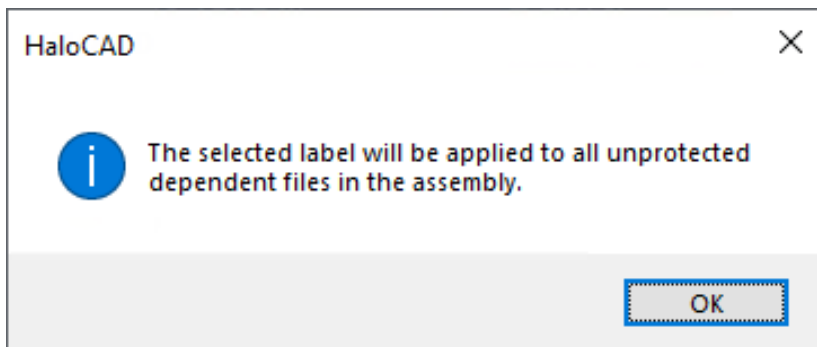 HaloCAD
The selected label will be applied to all unprotected
dependent files in the assembly.
OK